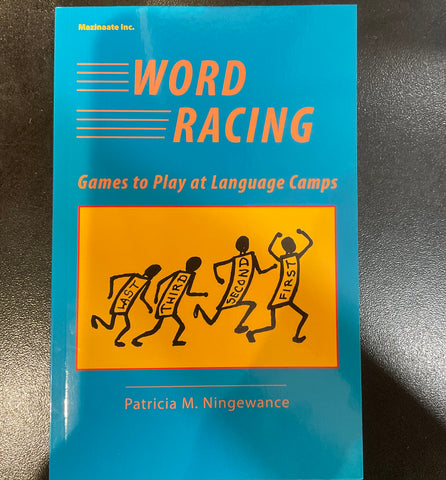 Mazinaate Inc.
WORD
RACING
Games to Play at Language Camps
LAST
THIRD
SECOND
FIRST
Patricia M. Ningewance